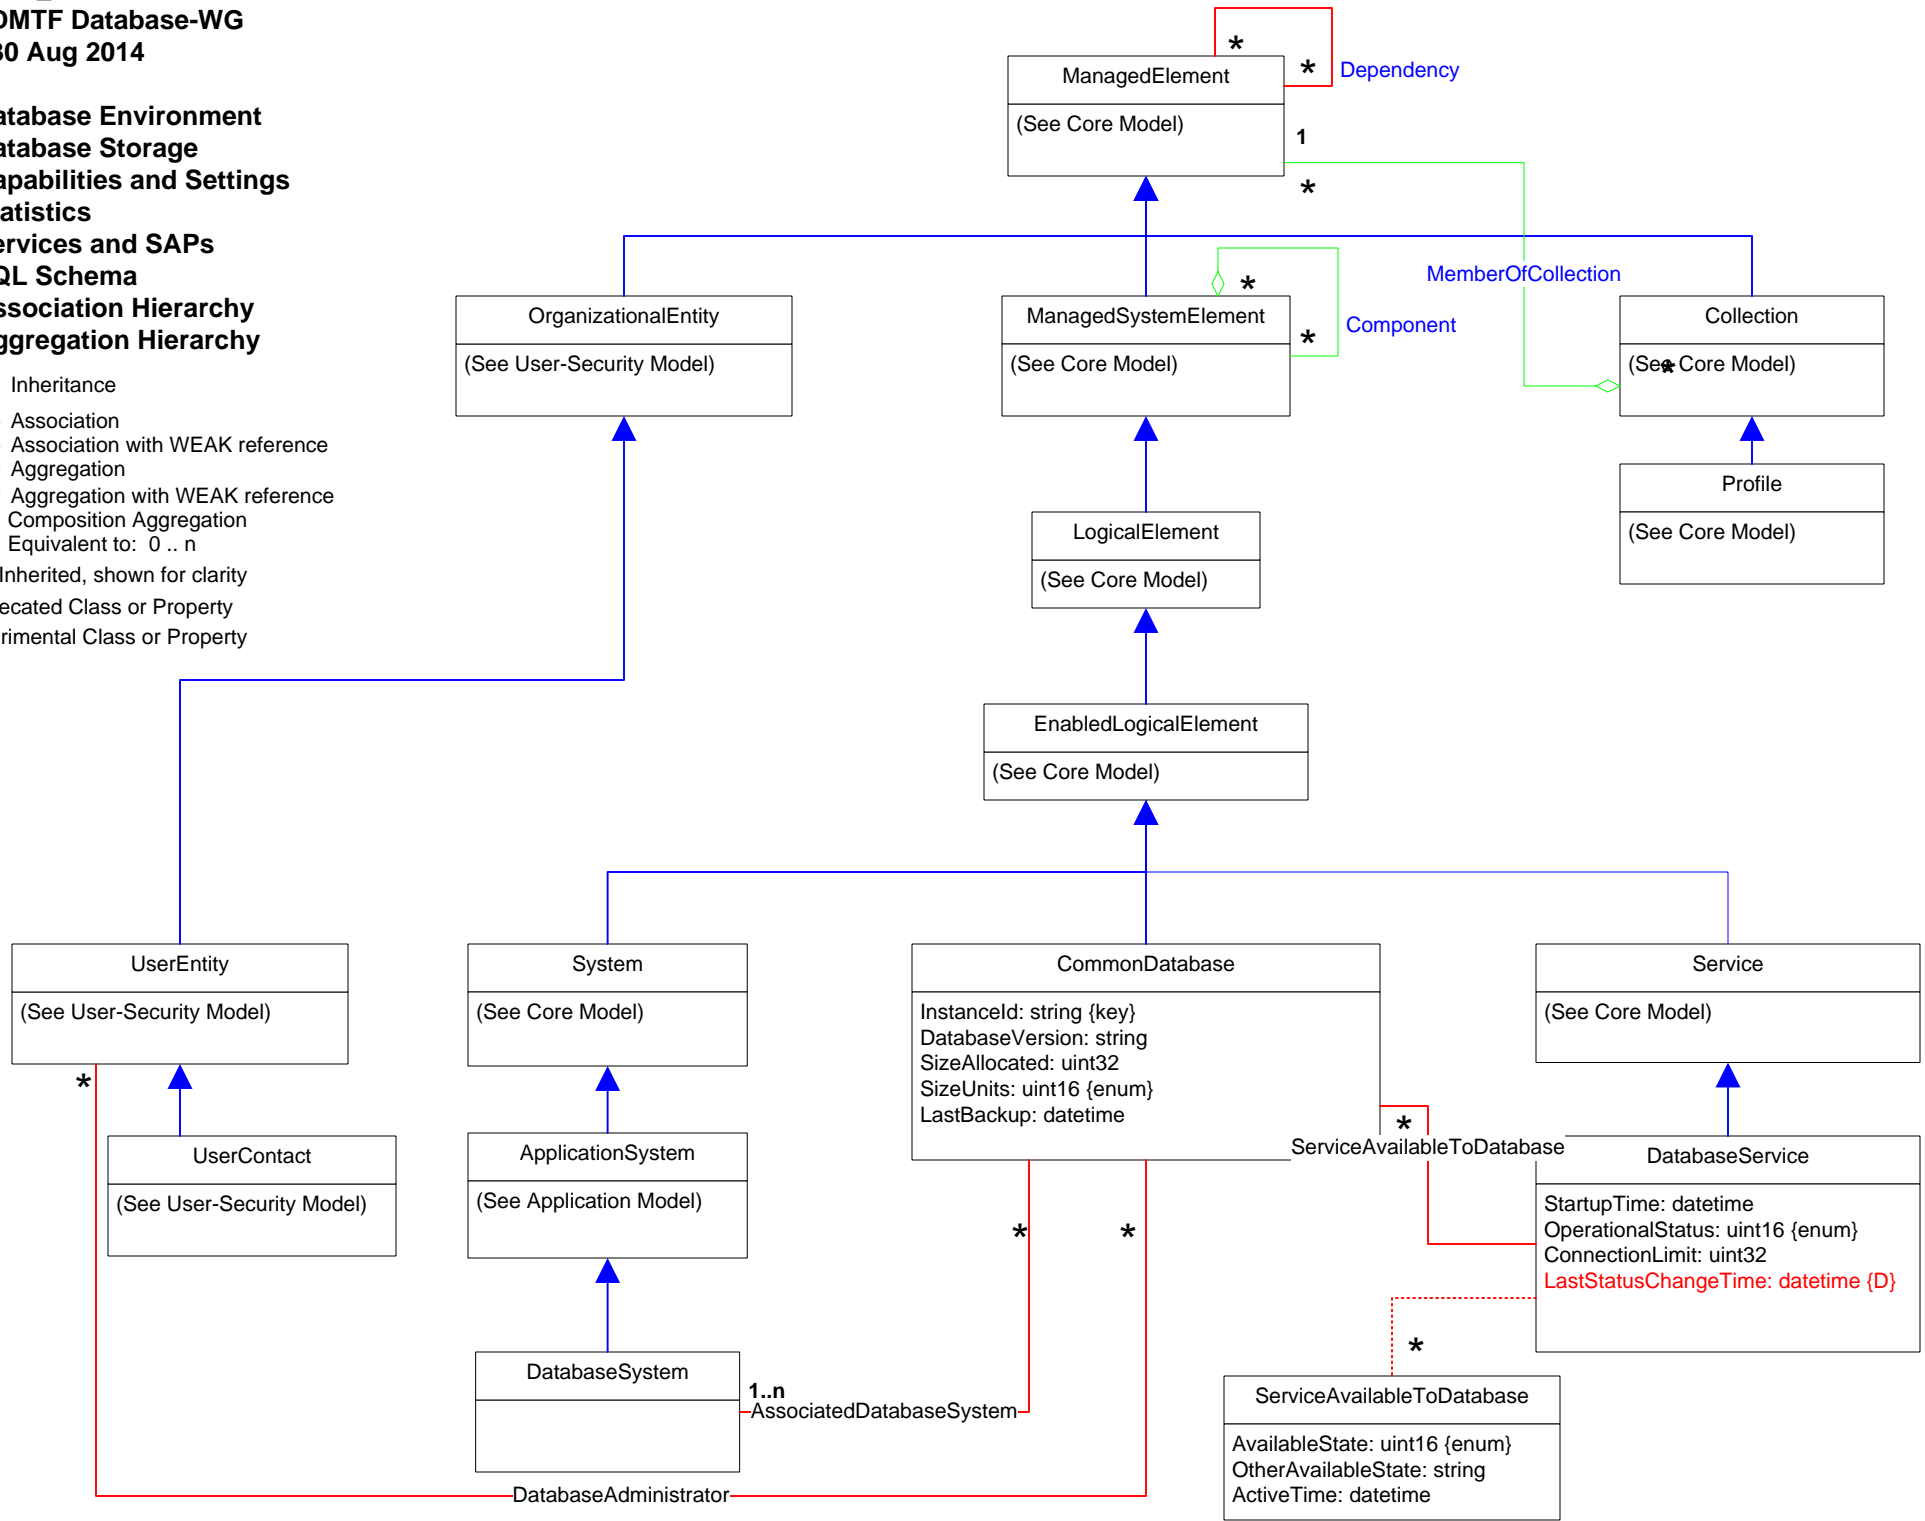 DMTF Database-WG
30 Aug 2014
atabase Environment
atabase Storage
apabilities and Settings
atistics
ervices and SAPs
QL Schema
ssociation Hierarchy
ggregation Hierarchy
Inheritance
Association
Association with WEAK reference
Aggregation
Aggregation with WEAK reference
Composition Aggregation
Equivalent to: 0 .. n
Inherited, shown for clarity
ecated Class or Property
rimental Class or Property
*
ManagedElement
*
Dependency
(See Core Model)
1
*
MemberOfCollection
OrganizationalEntity
(See User-Security Model)
*
ManagedSystemElement
Component
*
(See Core Model)
Collection
(See Core Model)
*
Profile
(See Core Model)
LogicalElement
(See Core Model)
EnabledLogicalElement
(See Core Model)
UserEntity
(See User-Security Model)
*
System
(See Core Model)
CommonDatabase
InstanceId: string {key}
DatabaseVersion: string
SizeAllocated: uint32
SizeUnits: uint16 {enum}
LastBackup: datetime
Service
(See Core Model)
*
ServiceAvailableToDatabase
UserContact
(See User-Security Model)
ApplicationSystem
(See Application Model)
*
*
DatabaseService
StartupTime: datetime
OperationalStatus: uint16 {enum}
ConnectionLimit: uint32
LastStatusChangeTime: datetime {D}
*
DatabaseSystem
1..n
AssociatedDatabaseSystem
ServiceAvailableToDatabase
AvailableState: uint16 {enum}
OtherAvailableState: string
ActiveTime: datetime
DatabaseAdministrator